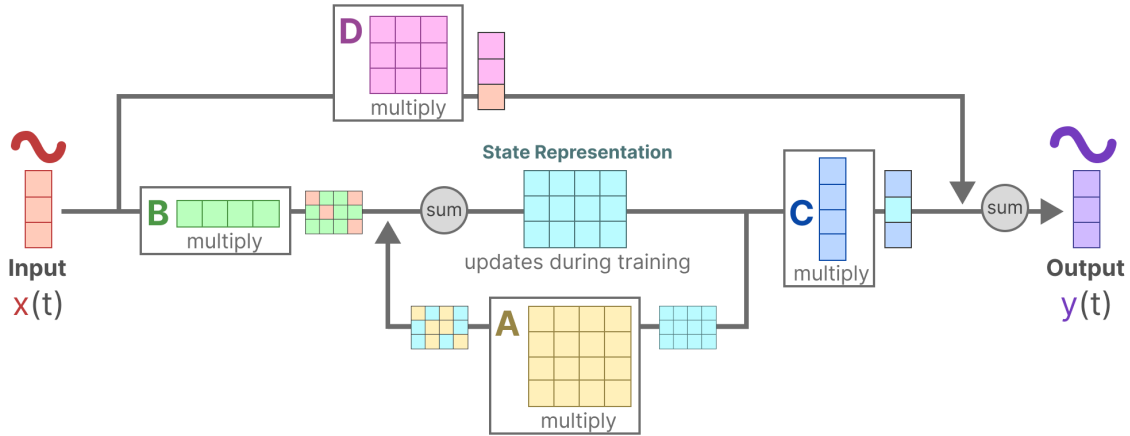 D
multiply
State Representation
B
multiply
sum
C
multiply
sum
updates during training
Input
x(t)
Output
y(t)
A
multiply